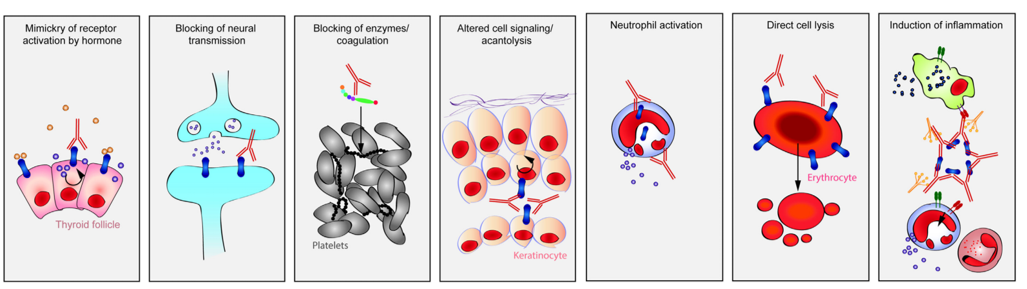 Mimickry of receptor
activation by hormone
Thyroid follicle
Blocking of neural
transmission
Blocking of enzymes/
coagulation
Platelets
Altered cell signaling/
acantolysis
Keratinocyte
Neutrophil activation
Direct cell lysis
Erythrocyte
Induction of inflammation